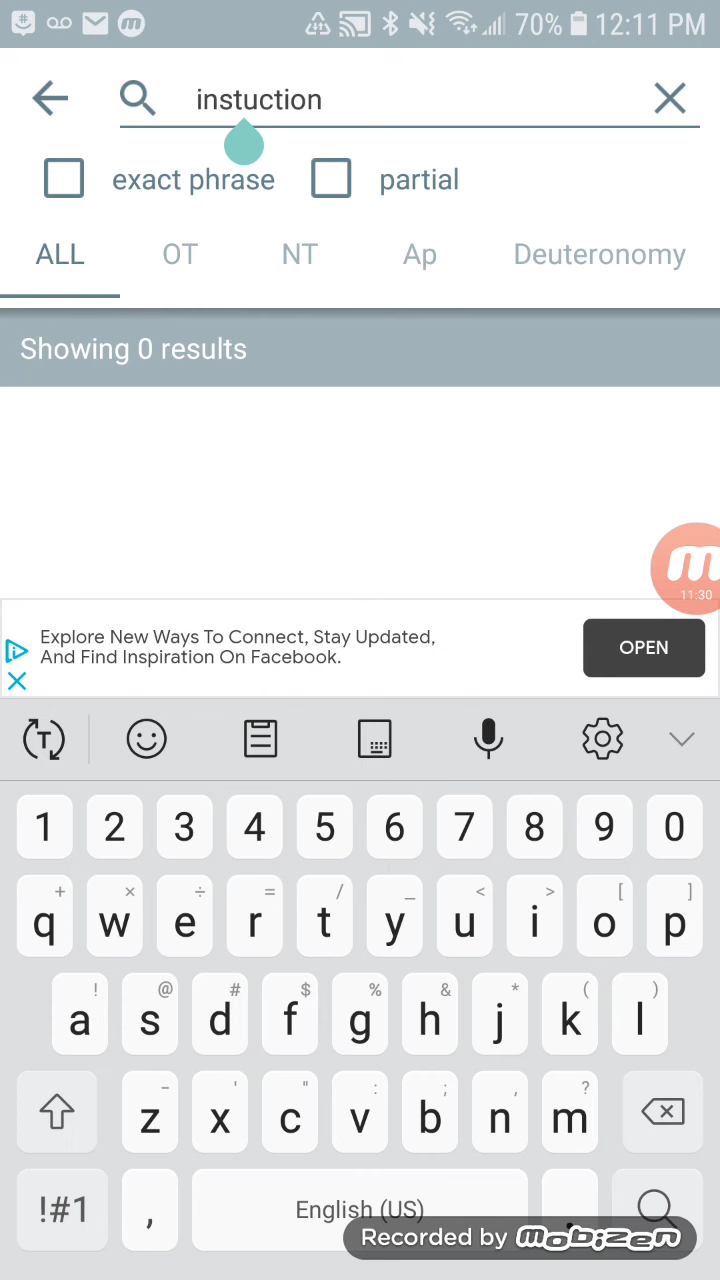 70% 12:11 PM
instuction
exact phrase partial
ALL OT NT Ap Deuteronomy
Showing 0 results
11:30
Explore New Ways To Connect, Stay Updated,
And Find Inspiration On Facebook.
OPEN
T
1 2 3 4 5 6 7 8 9 0
+ × ÷ = / _ < > [ ]
q w e r t y u i o p
! @ # $ % & * ( )
a s d f g h j k l
- ' " : ; , ?
z x c v b n m
!#1 , English (US) .
Recorded by mobizen